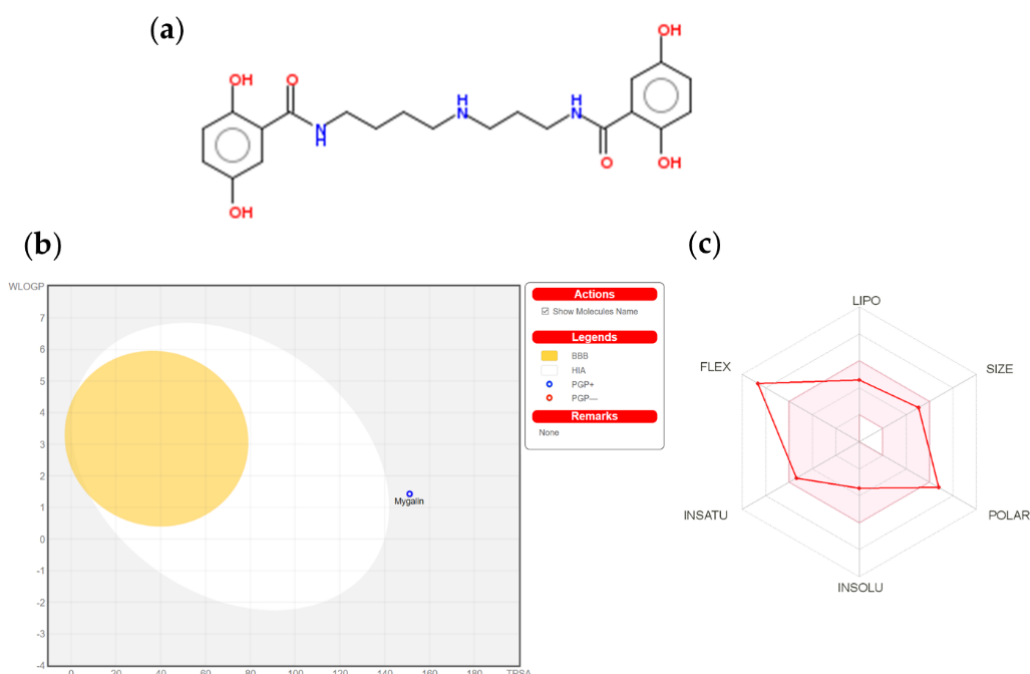 (a)
OH
O
H
N
H
N
OH
N
H
O
OH
OH
(b)
(c)
WLOGP
7
6
5
4
3
2
1
0
-1
-2
-3
-4
0 20 40 60 80 100 120 140 160 180 TPSA
Mygalin
Actions
Show Molecules Name
Legends
BBB
HIA
PGP+
PGP—
Remarks
None
LIPO
FLEX
SIZE
INSATU
POLAR
INSOLU